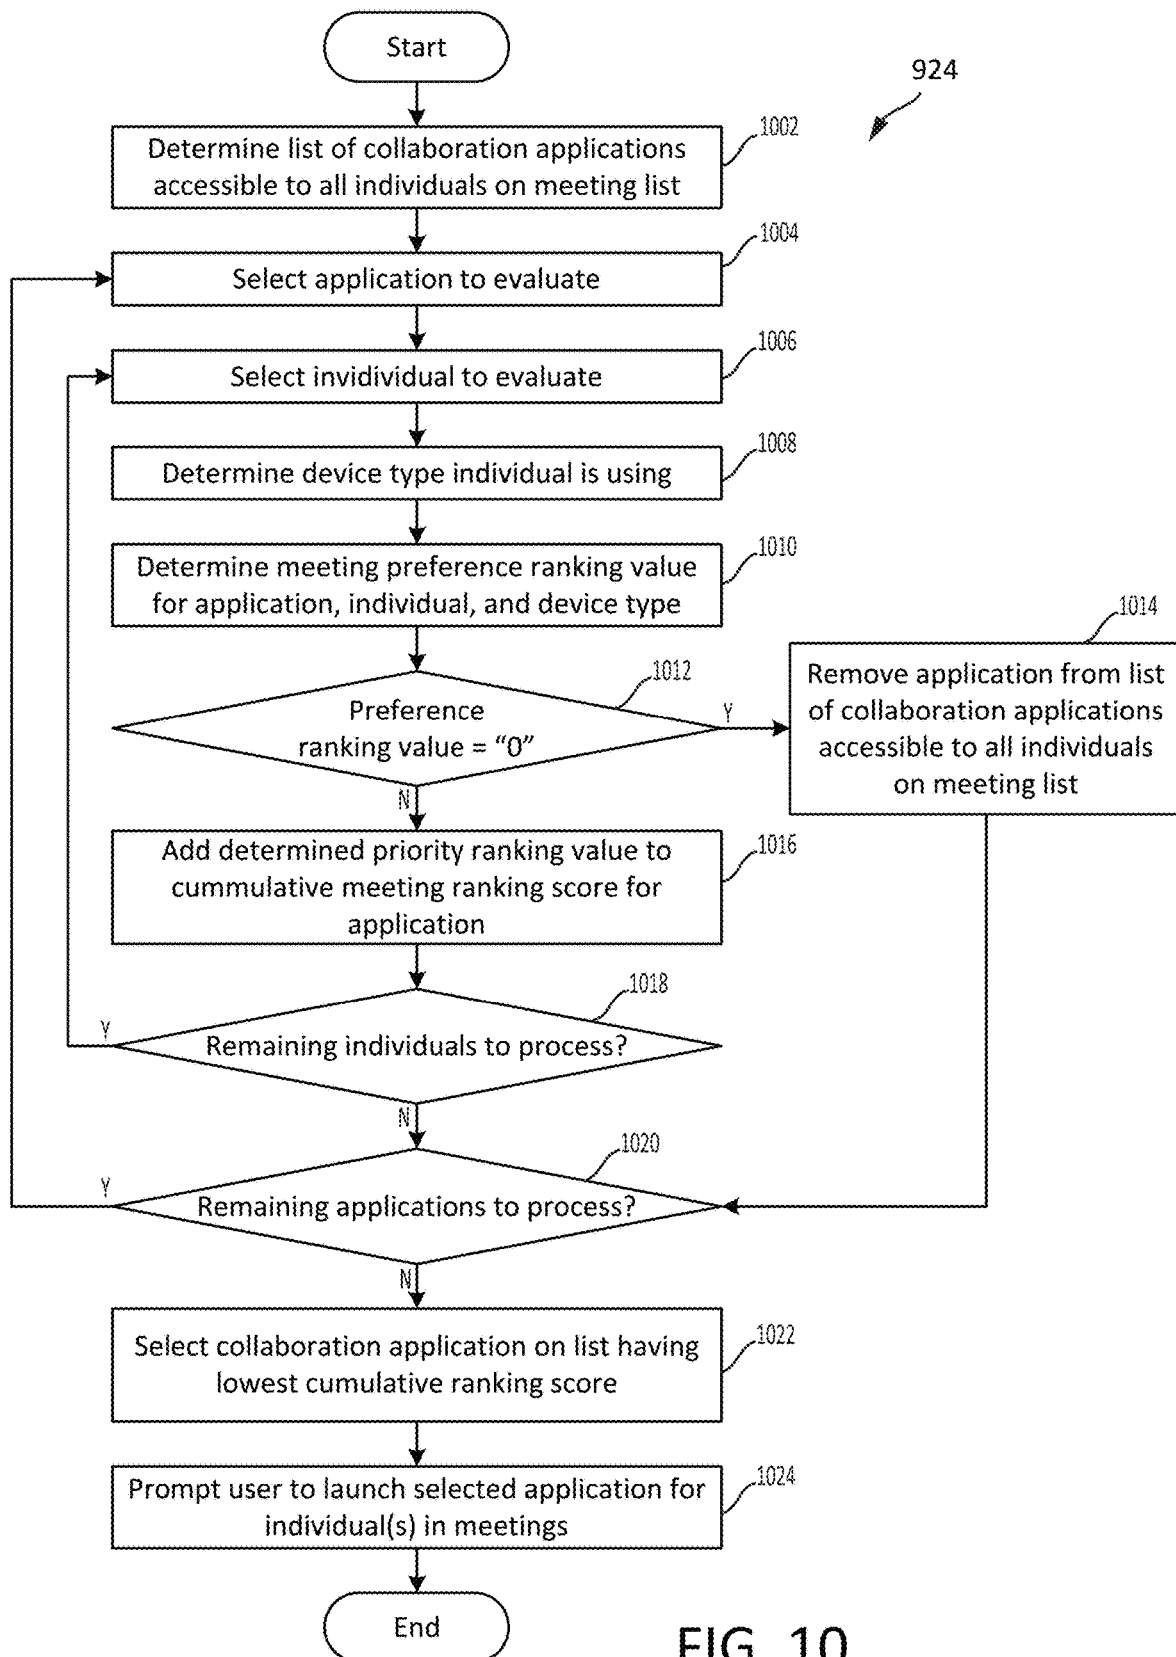 Start
924
1002
Determine list of collaboration applications
accessible to all individuals on meeting list
1004
Select application to evaluate
1006
Select invidividual to evaluate
1008
Determine device type individual is using
1010
Determine meeting preference ranking value
for application, individual, and device type
1012
Preference
ranking value = “0”
Y
N
1014
Remove application from list
of collaboration applications
accessible to all individuals
on meeting list
1016
Add determined priority ranking value to
cummulative meeting ranking score for
application
1018
Remaining individuals to process?
Y
N
1020
Remaining applications to process?
Y
N
1022
Select collaboration application on list having
lowest cumulative ranking score
1024
Prompt user to launch selected application for
individual(s) in meetings
End
FIG. 10